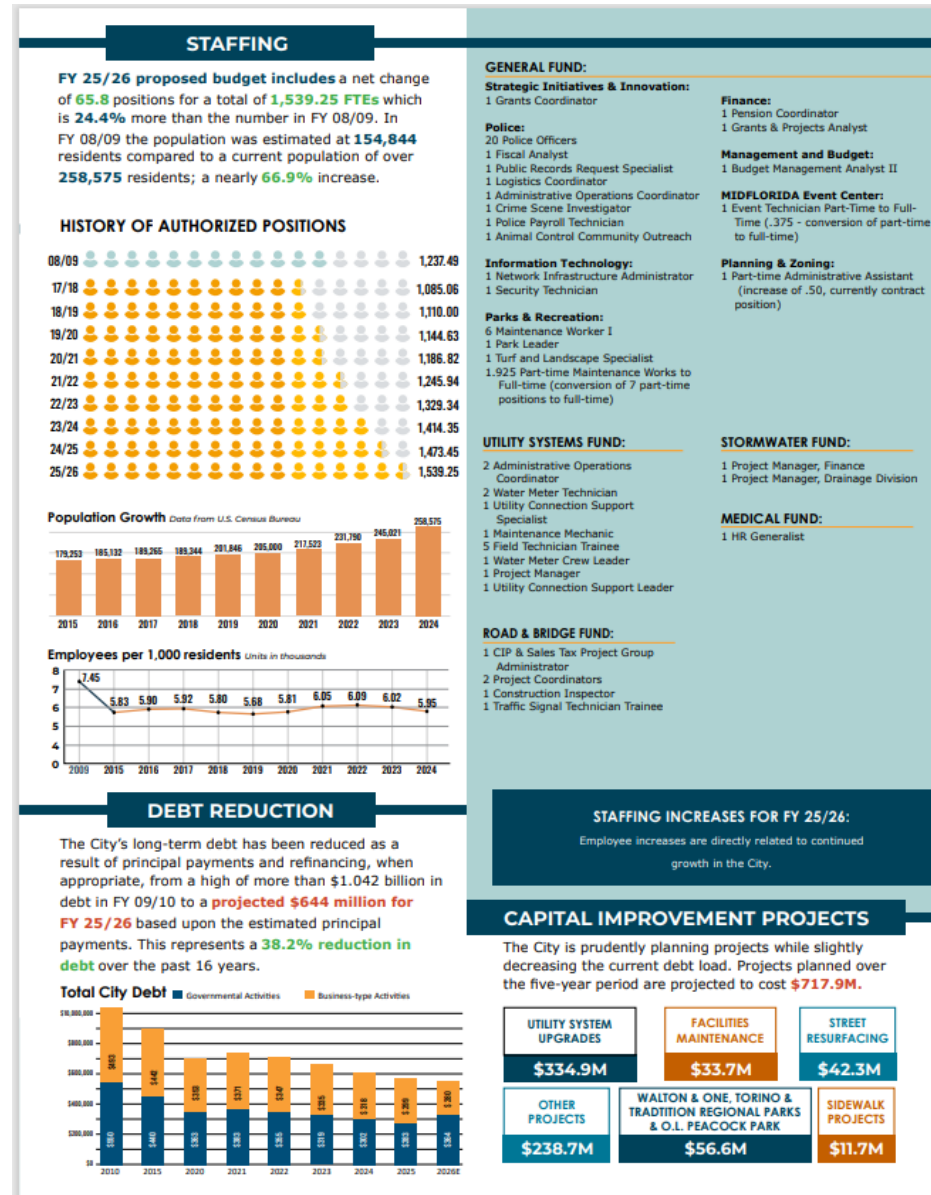 STAFFING
FY 25/26 proposed budget includes a net change
of 65.8 positions for a total of 1,539.25 FTEs which
is 24.4% more than the number in FY 08/09. In
FY 08/09 the population was estimated at 154,844
residents compared to a current population of over
258,575 residents; a nearly 66.9% increase.
HISTORY OF AUTHORIZED POSITIONS
08/09 1,237.49
17/18 1,085.06
18/19 1,110.00
19/20 1,144.63
20/21 1,186.82
21/22 1,245.94
22/23 1,329.34
23/24 1,414.35
24/25 1,473.45
25/26 1,539.25
Population Growth Data from U.S. Census Bureau
179,253 185,132 189,265 189,344 201,846 205,000 217,523 231,790 245,021 258,575
2015 2016 2017 2018 2019 2020 2021 2022 2023 2024
Employees per 1,000 residents Units in thousands
8
7
6
5
4
0
7.45 5.83 5.90 5.92 5.80 5.68 5.81 6.05 6.09 6.02 5.95
2009 2015 2016 2017 2018 2019 2020 2021 2022 2023 2024
DEBT REDUCTION
The City's long-term debt has been reduced as a
result of principal payments and refinancing, when
appropriate, from a high of more than $1.042 billion in
debt in FY 09/10 to a projected $644 million for
FY 25/26 based upon the estimated principal
payments. This represents a 38.2% reduction in
debt over the past 16 years.
Total City Debt Governmental Activities Business-type Activities
$10,000,000
$800,000
$600,000
$400,000
$200,000
$0
$442 $371 $347
$440 $363 $383 $355 $319 $302 $283 $264
2010 2015 2020 2021 2022 2023 2024 2025 2026E
GENERAL FUND:
Strategic Initiatives & Innovation:
1 Grants Coordinator
Police:
20 Police Officers
1 Fiscal Analyst
1 Public Records Request Specialist
1 Logistics Coordinator
1 Administrative Operations Coordinator
1 Crime Scene Investigator
1 Police Payroll Technician
1 Animal Control Community Outreach
Information Technology:
1 Network Infrastructure Administrator
1 Security Technician
Parks & Recreation:
6 Maintenance Worker I
1 Park Leader
1 Turf and Landscape Specialist
1.925 Part-time Maintenance Works to
Full-time (conversion of 7 part-time
positions to full-time)
Finance:
1 Pension Coordinator
1 Grants & Projects Analyst
Management and Budget:
1 Budget Management Analyst II
MIDFLORIDA Event Center:
1 Event Technician Part-Time to Full-
Time (.375 - conversion of part-time
to full-time)
Planning & Zoning:
1 Part-time Administrative Assistant
(increase of .50, currently contract
position)
UTILITY SYSTEMS FUND:
2 Administrative Operations
Coordinator
2 Water Meter Technician
1 Utility Connection Support
Specialist
1 Maintenance Mechanic
5 Field Technician Trainee
1 Water Meter Crew Leader
1 Project Manager
1 Utility Connection Support Leader
STORMWATER FUND:
1 Project Manager, Finance
1 Project Manager, Drainage Division
MEDICAL FUND:
1 HR Generalist
ROAD & BRIDGE FUND:
1 CIP & Sales Tax Project Group
Administrator
2 Project Coordinators
1 Construction Inspector
1 Traffic Signal Technician Trainee
STAFFING INCREASES FOR FY 25/26:
Employee increases are directly related to continued
growth in the City.
CAPITAL IMPROVEMENT PROJECTS
The City is prudently planning projects while slightly
decreasing the current debt load. Projects planned over
the five-year period are projected to cost $717.9M.
UTILITY SYSTEM
UPGRADES
$334.9M
FACILITIES
MAINTENANCE
$33.7M
STREET
RESURFACING
$42.3M
OTHER
PROJECTS
$238.7M
WALTON & ONE, TORINO &
TRADTITION REGIONAL PARKS
& O.L. PEACOCK PARK
$56.6M
SIDEWALK
PROJECTS
$11.7M